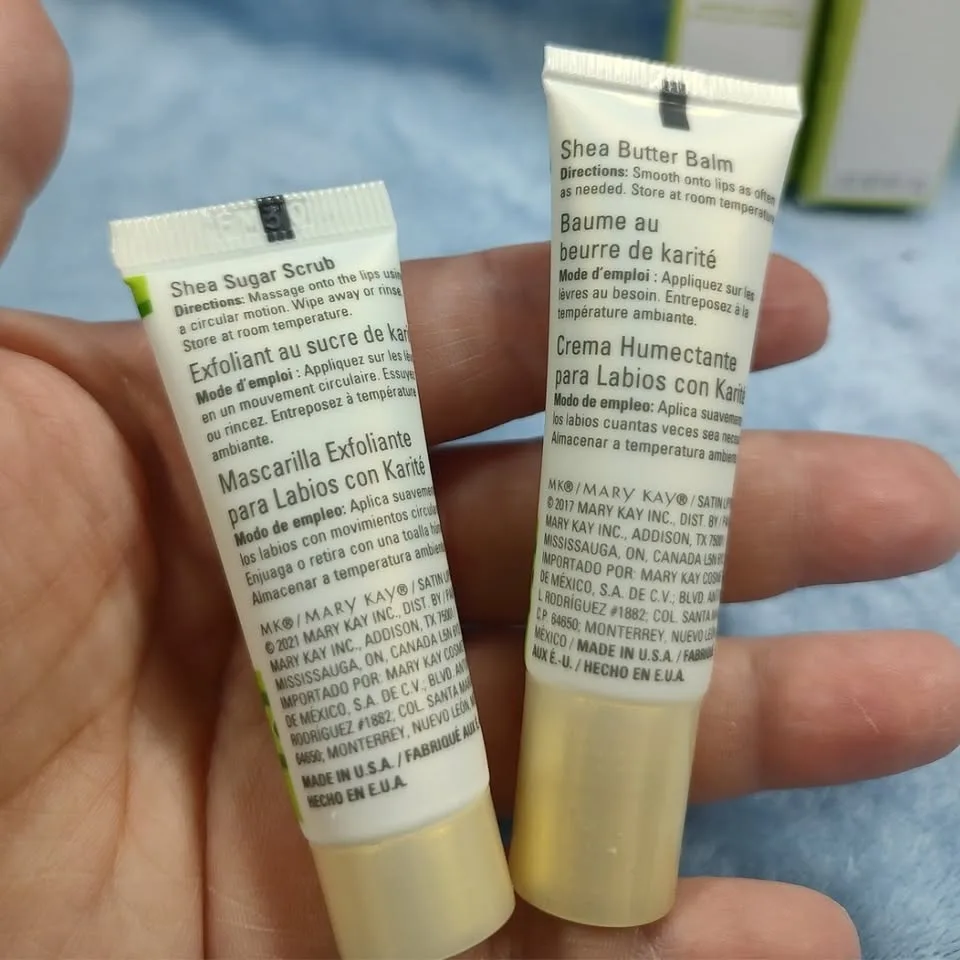 Shea Sugar Scrub
Directions: Massage onto the lips using
a circular motion. Wipe away or rinse.
Store at room temperature.
Exfoliant au sucre de
Mode d'emploi : Appliquez sur les
en un mouvement circulaire.
ou rincez. Entreposez à température
ambiante.
Mascarilla Exfoliante
para Labios con Karité
Modo de empleo: Aplica
los labios con movimientos
Enjuaga o retira con una toalla
Almacenar a temperatura
MK®/MARY KAY®/SATIN
© 2021 MARY KAY INC., DIST. BY/
MARY KAY INC., ADDISON, TX 75001
MISSISSAUGA, ON, CANADA L5N
IMPORTADO POR: MARY KAY
DE MÉXICO, S.A. DE C.V.; BLVD.
RODRÍGUEZ #1882; COL. SANTA
64650; MONTERREY, NUEVO LEÓN,
MADE IN U.S.A. / FABRIQUÉ AUX
HECHO EN E.U.A.
Shea Butter Balm
Directions: Smooth onto lips as often
as needed. Store at room temperature.
Baume au
beurre de karité
Mode d'emploi : Appliquez sur les
lèvres au besoin. Entreposez à la
température ambiante.
Crema Humectante
para Labios con Karité
Modo de empleo: Aplica
los labios cuantas veces sea
Almacenar a temperatura
MK®/MARY KAY®/SATIN
© 2017 MARY KAY INC., DIST. BY/
MARY KAY INC., ADDISON, TX 75001
MISSISSAUGA, ON, CANADA L5N
IMPORTADO POR: MARY KAY
DE MÉXICO, S.A. DE C.V.; BLVD.
L RODRÍGUEZ #1882; COL. SANTA
C.P. 64650; MONTERREY, NUEVO
MÉXICO / MADE IN U.S.A. /
AUX É.-U. / HECHO EN E.U.A.